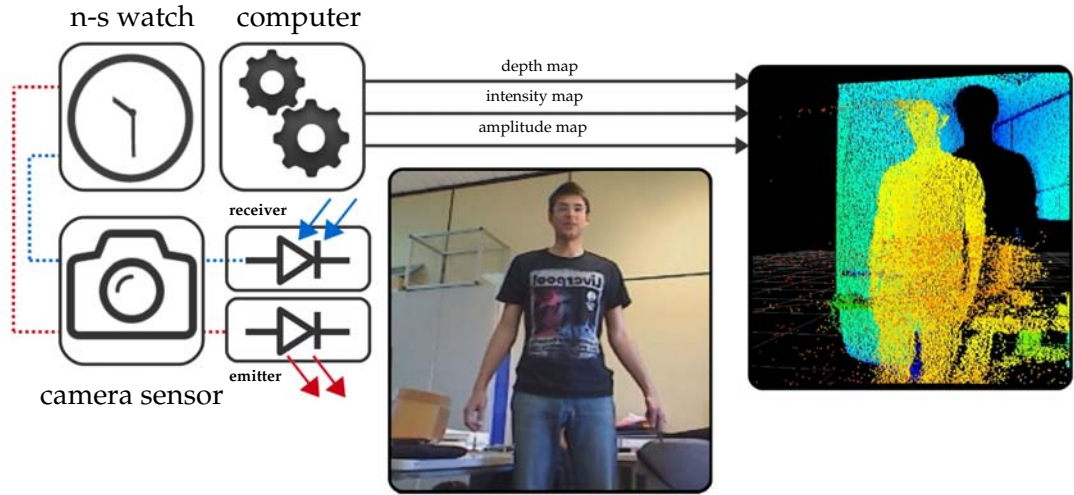 n-s watch
computer
depth map
intensity map
amplitude map
receiver
emitter
camera sensor
Liverpool